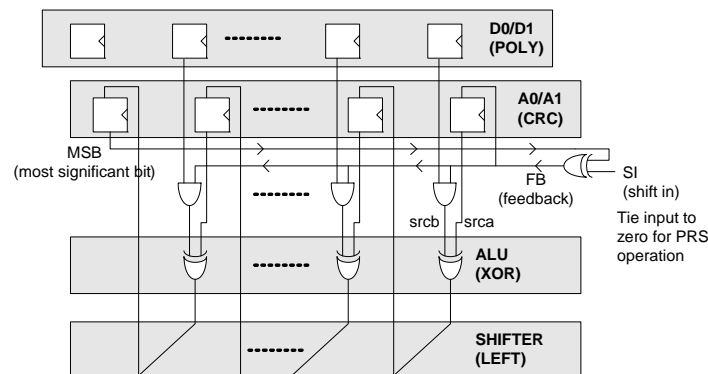 D0/D1
(POLY)
A0/A1
(CRC)
MSB
(most significant bit)
FB
(feedback)
SI
(shift in)
Tie input to
zero for PRS
operation
srcb
srca
ALU
(XOR)
SHIFTER
(LEFT)